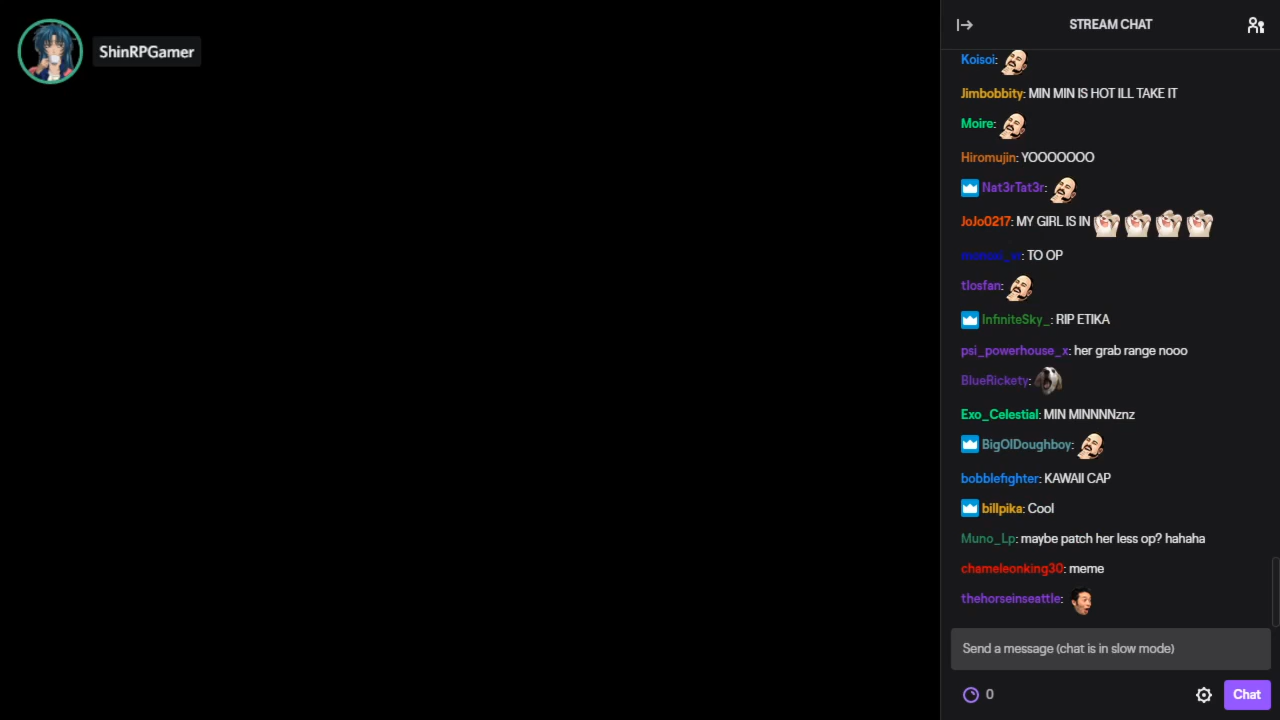 ShinRPGamer
STREAM CHAT
Koisoi:
Jimbobbity: MIN MIN IS HOT ILL TAKE IT
Moire:
Hiromujin: YOOOOOOO
Nat3rTat3r:
JoJo0217: MY GIRL IS IN
: TO OP
tlosfan:
InfiniteSky_: RIP ETIKA
psi_powerhouse_x: her grab range nooo
BlueRickety:
Exo_Celestial: MIN MINNNNznz
BigOlDoughboy:
bobblefighter: KAWAII CAP
billpika: Cool
Muno_Lp: maybe patch her less op? hahaha
chameleonking30: meme
thehorseinseattle:
Send a message (chat is in slow mode)
0
Chat